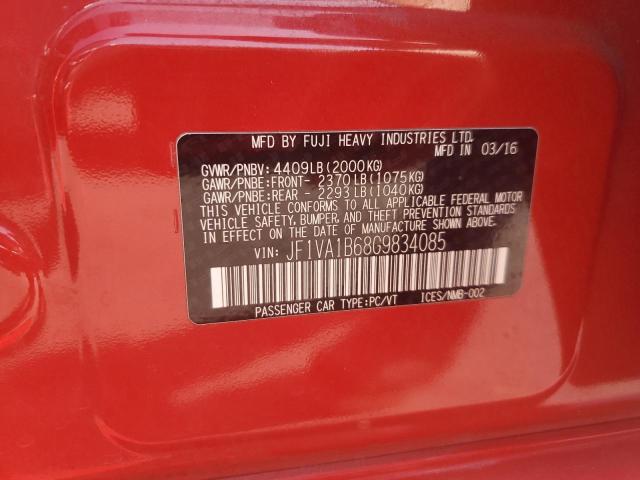 MFD BY FUJI HEAVY INDUSTRIES LTD.
MFD IN 03/16
GVWR/PNBV: 4409LB(2000KG)
GAWR/PNBE:FRONT- 2370LB(1075KG)
GAWR/PNBE:REAR - 2293LB(1040KG)
THIS VEHICLE CONFORMS TO ALL APPLICABLE FEDERAL MOTOR
VEHICLE SAFETY, BUMPER, AND THEFT PREVENTION STANDARDS
IN EFFECT ON THE DATE OF MANUFACTURE SHOWN ABOVE.
VIN: JF1VA1B68G9834085
PASSENGER CAR TYPE:PC/VT ICES/NMB-002